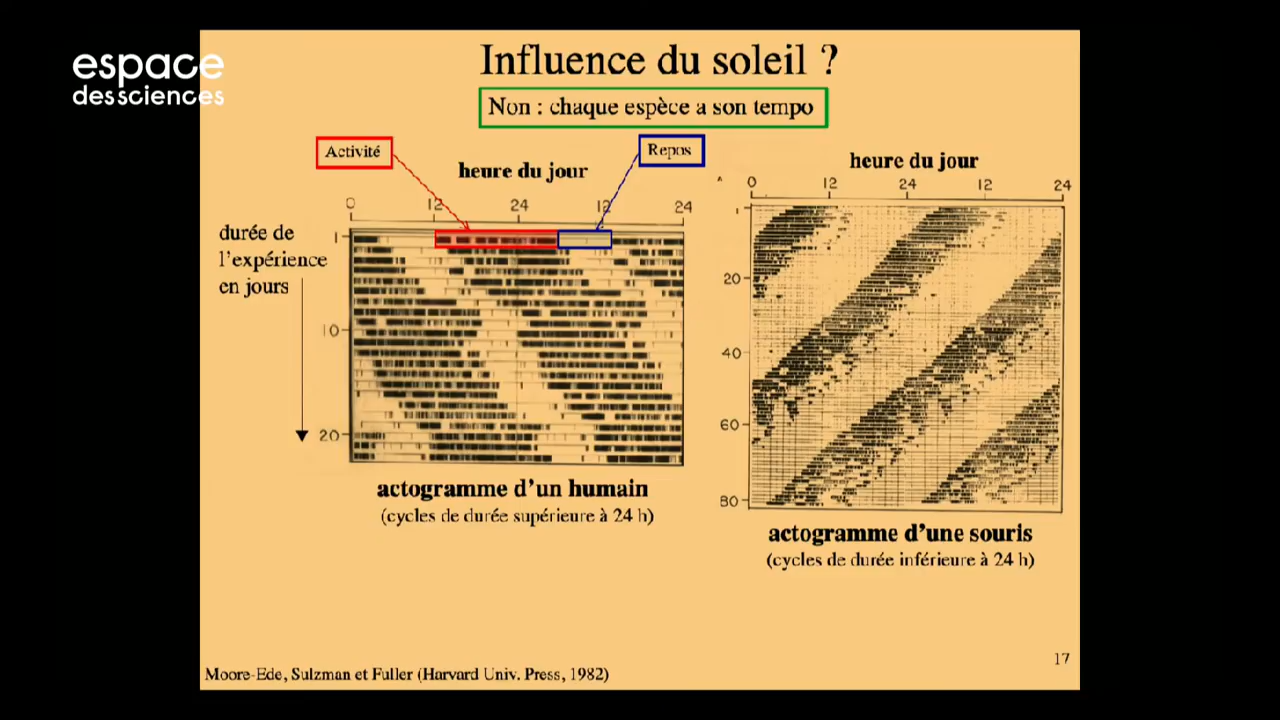 espace
des sciences
Influence du soleil ?
Non : chaque espèce a son tempo
Activité
Repos
heure du jour
0 12 24 12 24
durée de
l'expérience
en jours
1
10
20
actogramme d'un humain
(cycles de durée supérieure à 24 h)
heure du jour
0 12 24 12 24
1
20
40
60
80
actogramme d'une souris
(cycles de durée inférieure à 24 h)
17
Moore-Ede, Sulzman et Fuller (Harvard Univ. Press, 1982)